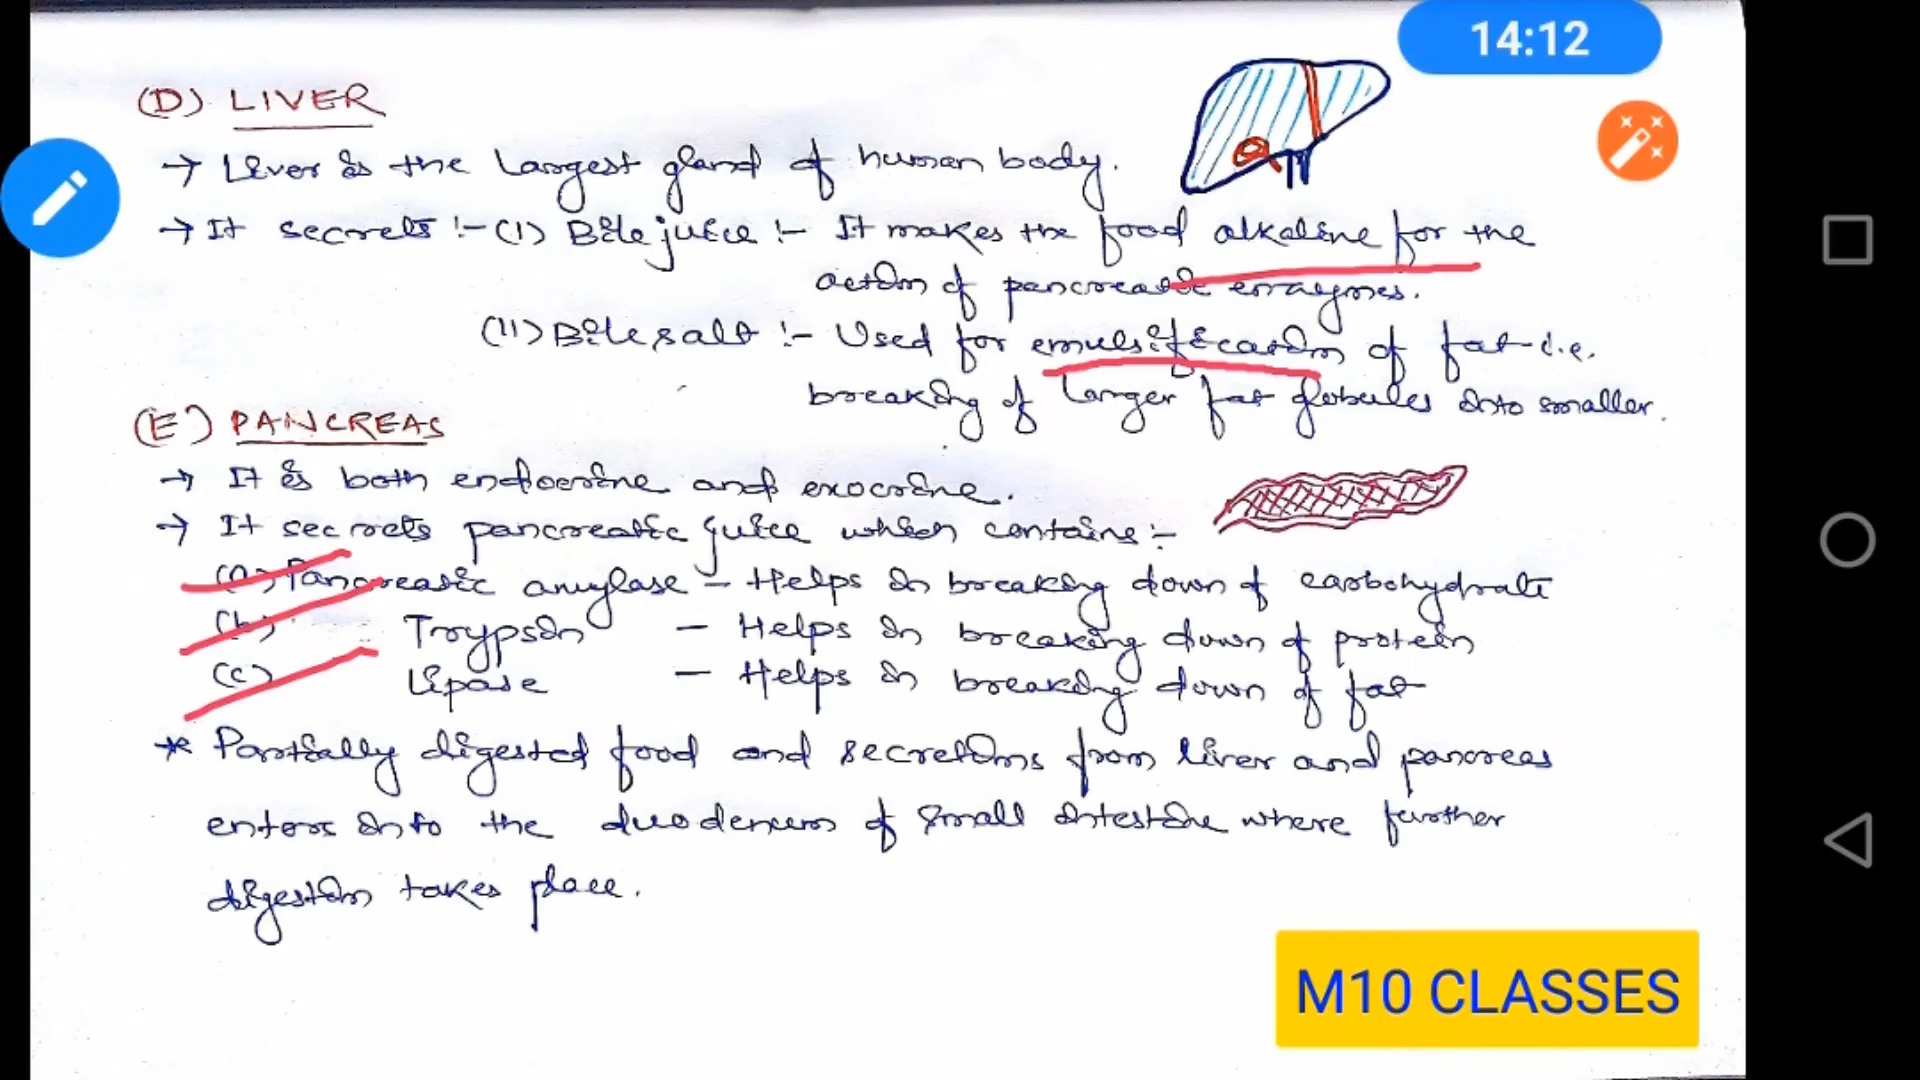 14:12
(D) LIVER
→ Liver is the largest gland of human body.
→ It secrets :- (i) Bile juice :- It makes the food alkaline for the
action of pancreatic enzymes.
(ii) Bile salt :- Used for emulsification of fat i.e.
breaking of larger fat globules into smaller.
(E) PANCREAS
→ It is both endocrine and exocrine.
→ It secrets pancreatic juice which contains :-
(a) Pancreatic amylase - Helps in breaking down of carbohydrate
(b) Trypsin - Helps in breaking down of protein
(c) Lipase - Helps in breaking down of fat
* Partially digested food and secretions from liver and pancreas
enters into the duodenum of small intestine where further
digestion takes place.
M10 CLASSES